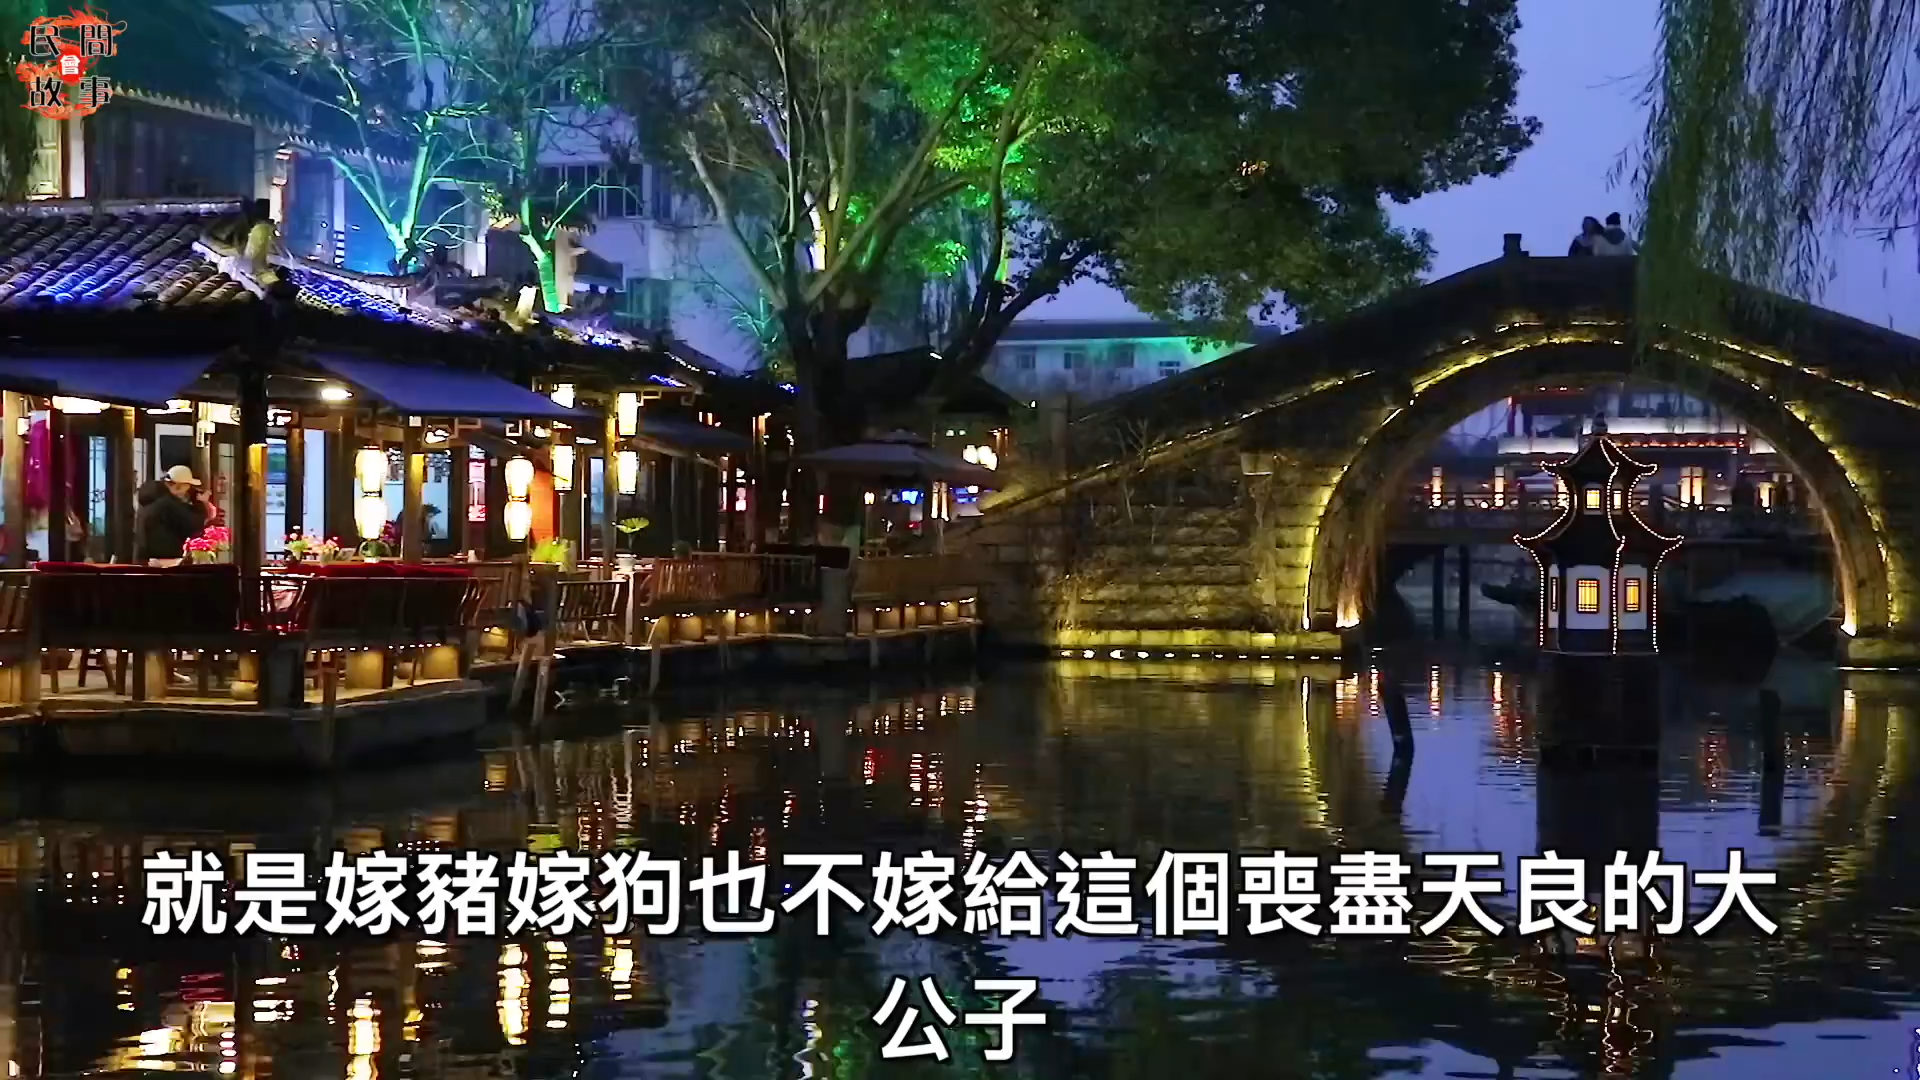 民間
會
故事
就是嫁豬嫁狗也不嫁給這個喪盡天良的大
公子